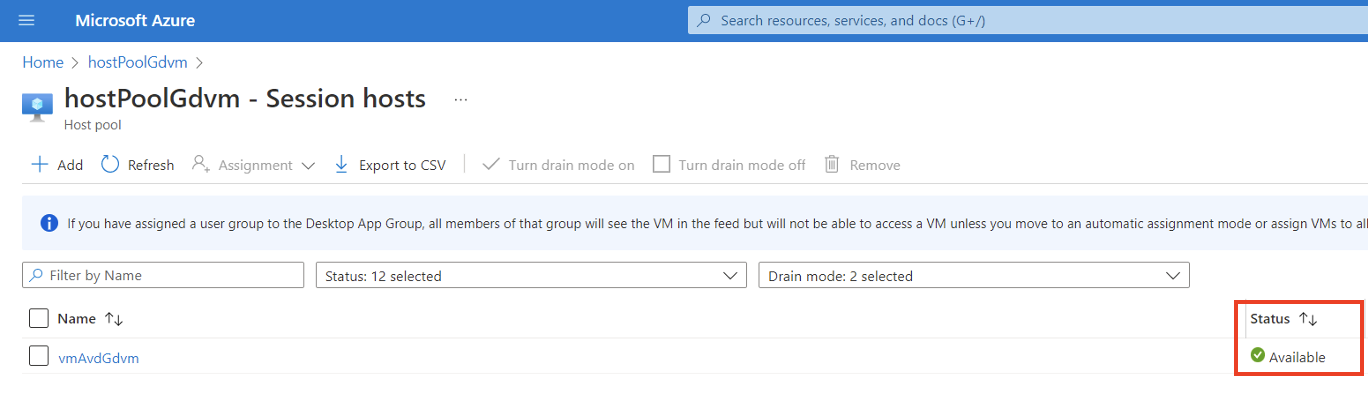 Microsoft Azure
Search resources, services, and docs (G+/)
Home > hostPoolGdvm >
hostPoolGdvm - Session hosts ...
Host pool
Add Refresh Assignment Export to CSV Turn drain mode on Turn drain mode off Remove
If you have assigned a user group to the Desktop App Group, all members of that group will see the VM in the feed but will not be able to access a VM unless you move to an automatic assignment mode or assign VMs to all
Filter by Name Status: 12 selected Drain mode: 2 selected
Name ↑↓ Status ↑↓
vmAvdGdvm Available